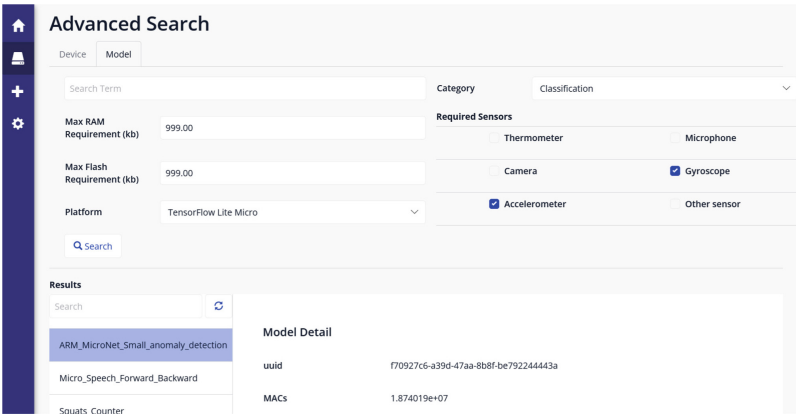 Advanced Search
Device Model
Search Term
Category Classification
Max RAM Requirement (kb) 999.00
Required Sensors
Thermometer Microphone
Max Flash Requirement (kb) 999.00
Camera Gyroscope
Platform TensorFlow Lite Micro
Accelerometer Other sensor
Search
Results
Search
Model Detail
ARM_MicroNet_Small_anomaly_detection
uuid f70927c6-a39d-47aa-8b8f-be792244443a
Micro_Speech_Forward_Backward
MACs 1.874019e+07
Squats_Counter